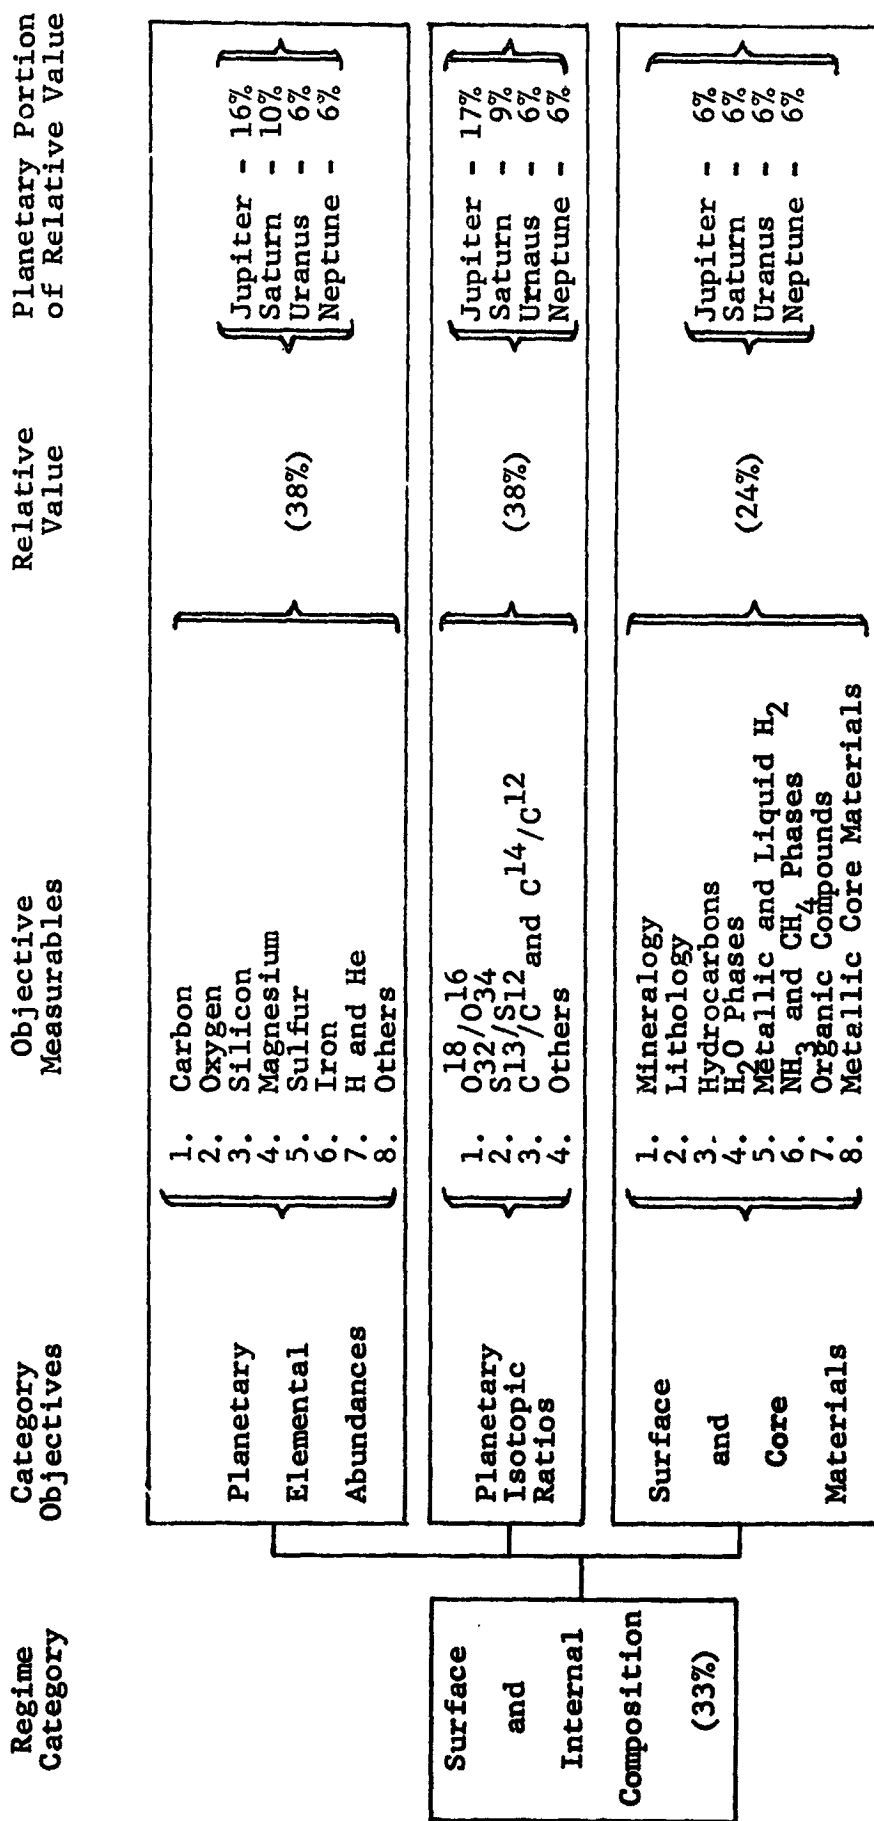 Regime
Category
Category
Objectives
Objective
Measurables
Relative
Value
Planetary Portion
of Relative Value
Surface
and
Internal
Composition
(33%)
Planetary
Elemental
Abundances
1. Carbon
2. Oxygen
3. Silicon
4. Magnesium
5. Sulfur
6. Iron
7. H and He
8. Others
(38%)
Jupiter - 16%
Saturn - 10%
Uranus - 6%
Neptune - 6%
Planetary
Isotopic
Ratios
1. O¹⁸/O¹⁶
2. S³²/S³⁴
3. C¹³/C¹² and C¹⁴/C¹²
4. Others
(38%)
Jupiter - 17%
Saturn - 9%
Urnaus - 6%
Neptune - 6%
Surface
and
Core
Materials
1. Mineralogy
2. Lithology
3. Hydrocarbons
4. H₂O Phases
5. Metallic and Liquid H₂
6. NH₃ and CH₄ Phases
7. Organic Compounds
8. Metallic Core Materials
(24%)
Jupiter - 6%
Saturn - 6%
Uranus - 6%
Neptune - 6%